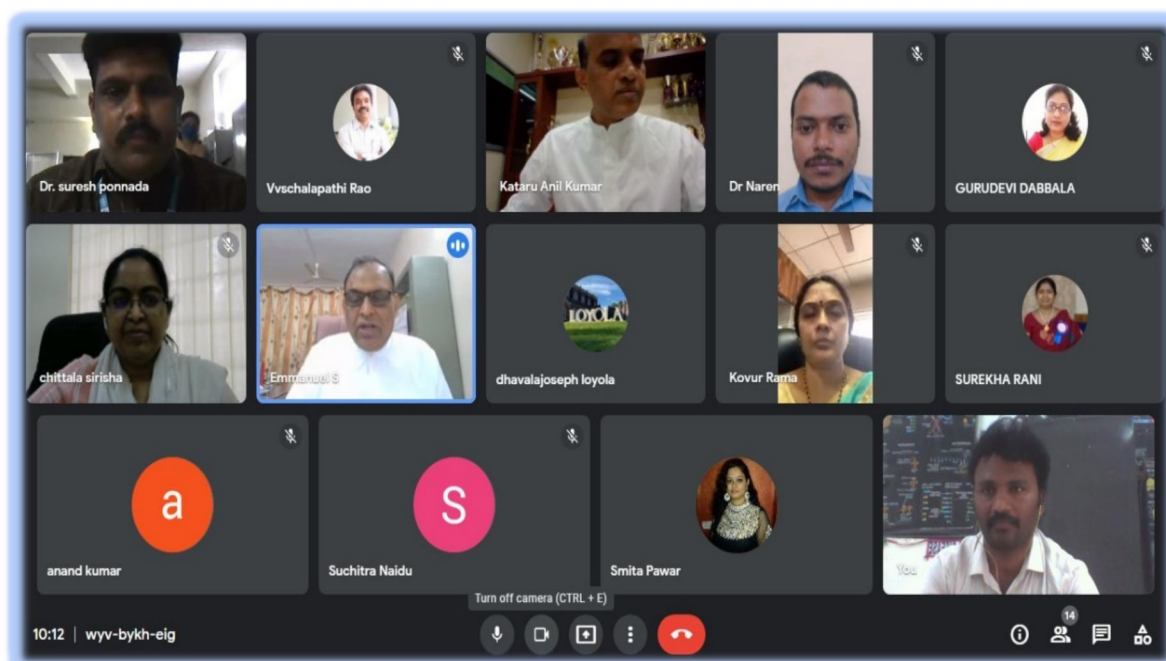 Dr. suresh ponnada
Vvschalapathi Rao
Kataru Anil Kumar
Dr Naren
GURUDEVI DABBALA
chittala sirisha
Emmanuel S
LOYOLA
dhavalajoseph loyola
Kovur Rama
SUREKHA RANI
a
anand kumar
S
Suchitra Naidu
Smita Pawar
You
Turn off camera (CTRL + E)
10:12 | wyv-bykh-eig
14